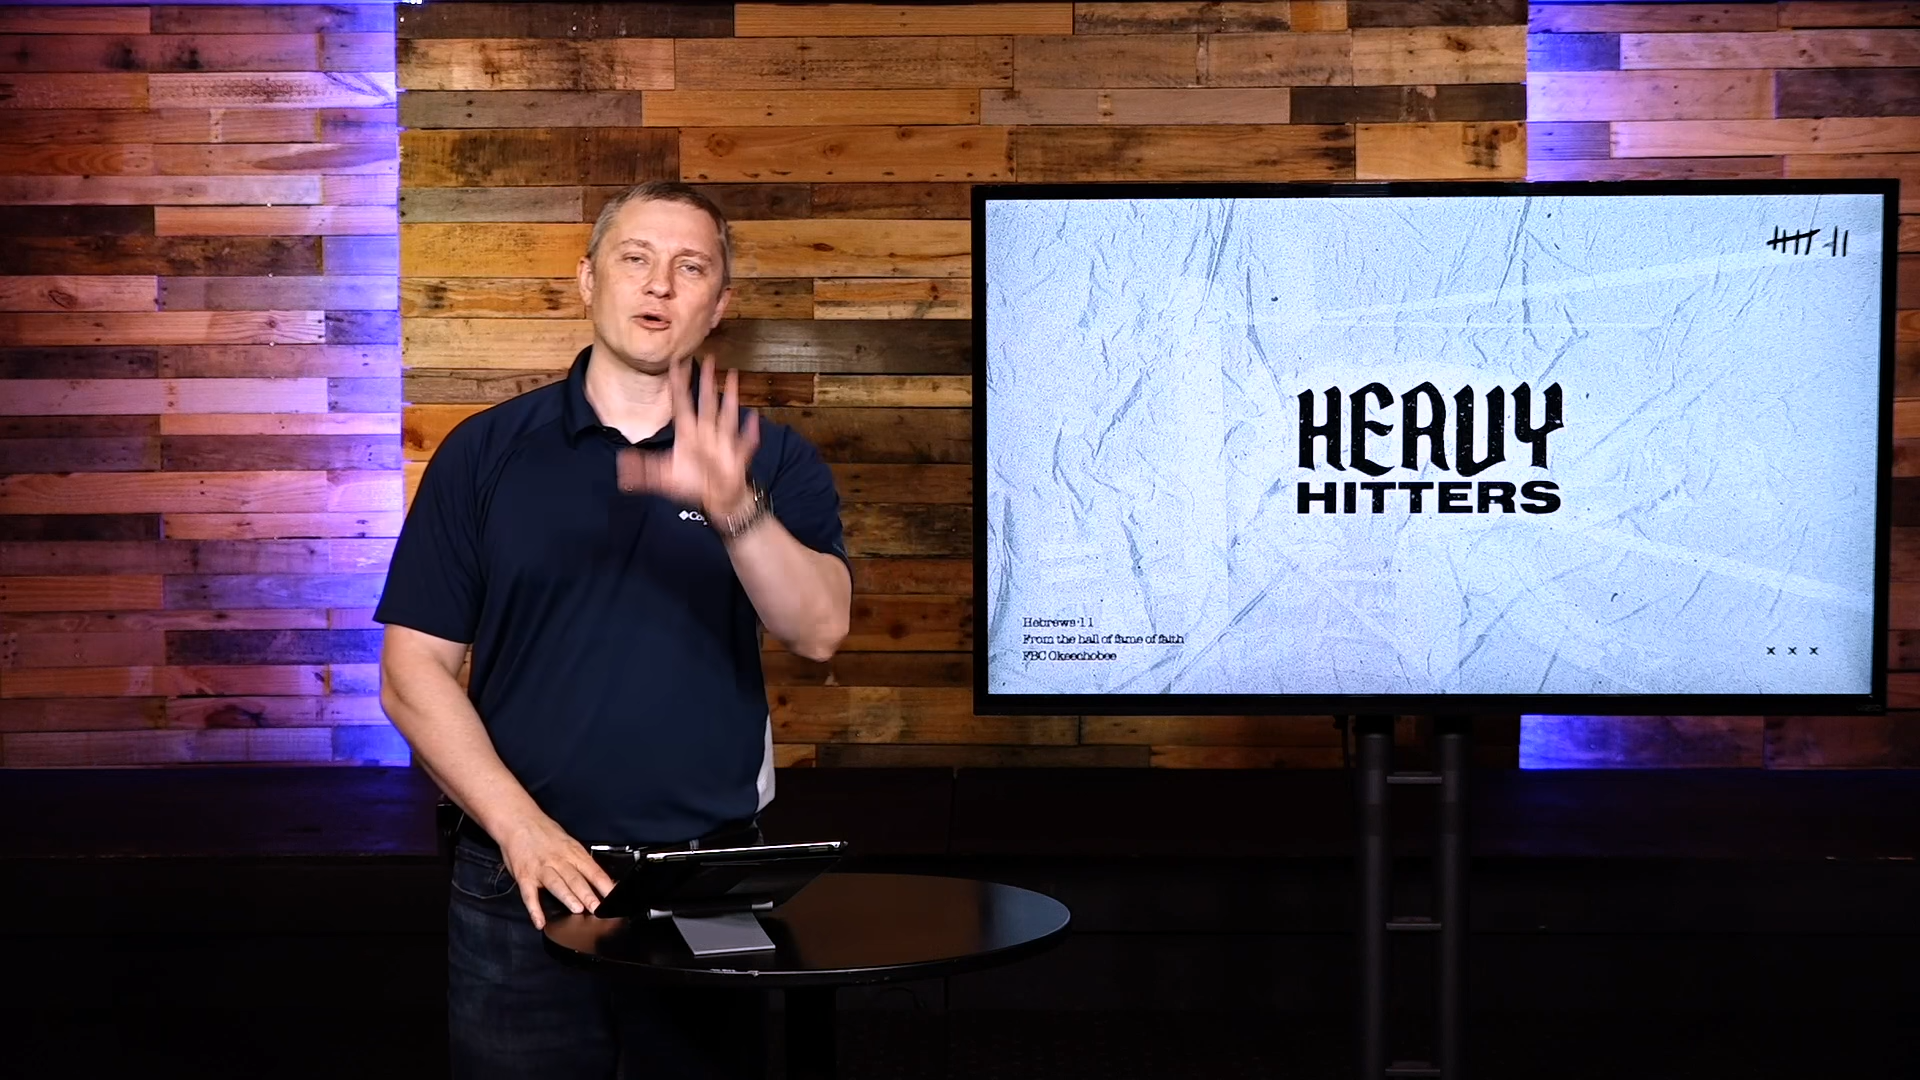 HEAVY
HITTERS
Hebrews 11
From the hall of fame of faith
FBC Okeechobee
x x x